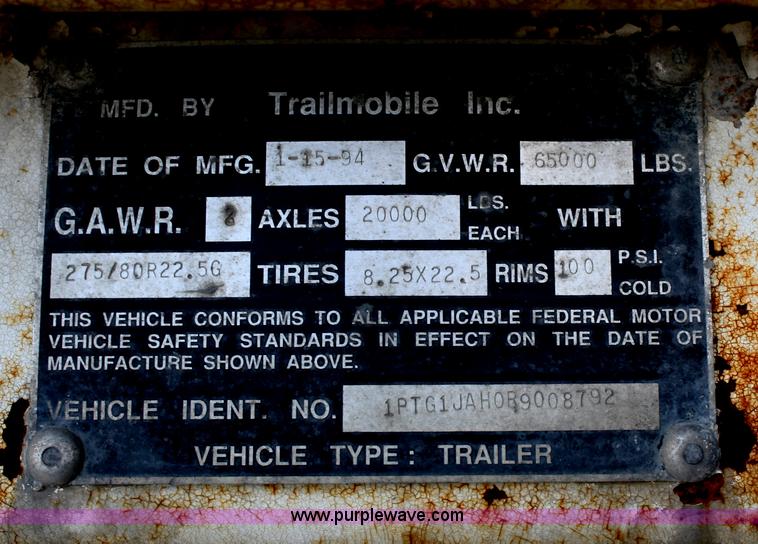 MFD. BY Trailmobile Inc.
DATE OF MFG. 1-15-94 G.V.W.R. 65000 LBS.
G.A.W.R. 2 AXLES 20000 LBS. EACH WITH
275/80R22.5G TIRES 8.25X22.5 RIMS 100 P.S.I. COLD
THIS VEHICLE CONFORMS TO ALL APPLICABLE FEDERAL MOTOR
VEHICLE SAFETY STANDARDS IN EFFECT ON THE DATE OF
MANUFACTURE SHOWN ABOVE.
VEHICLE IDENT. NO. 1PTG1JAH0R9008792
VEHICLE TYPE: TRAILER
www.purplewave.com